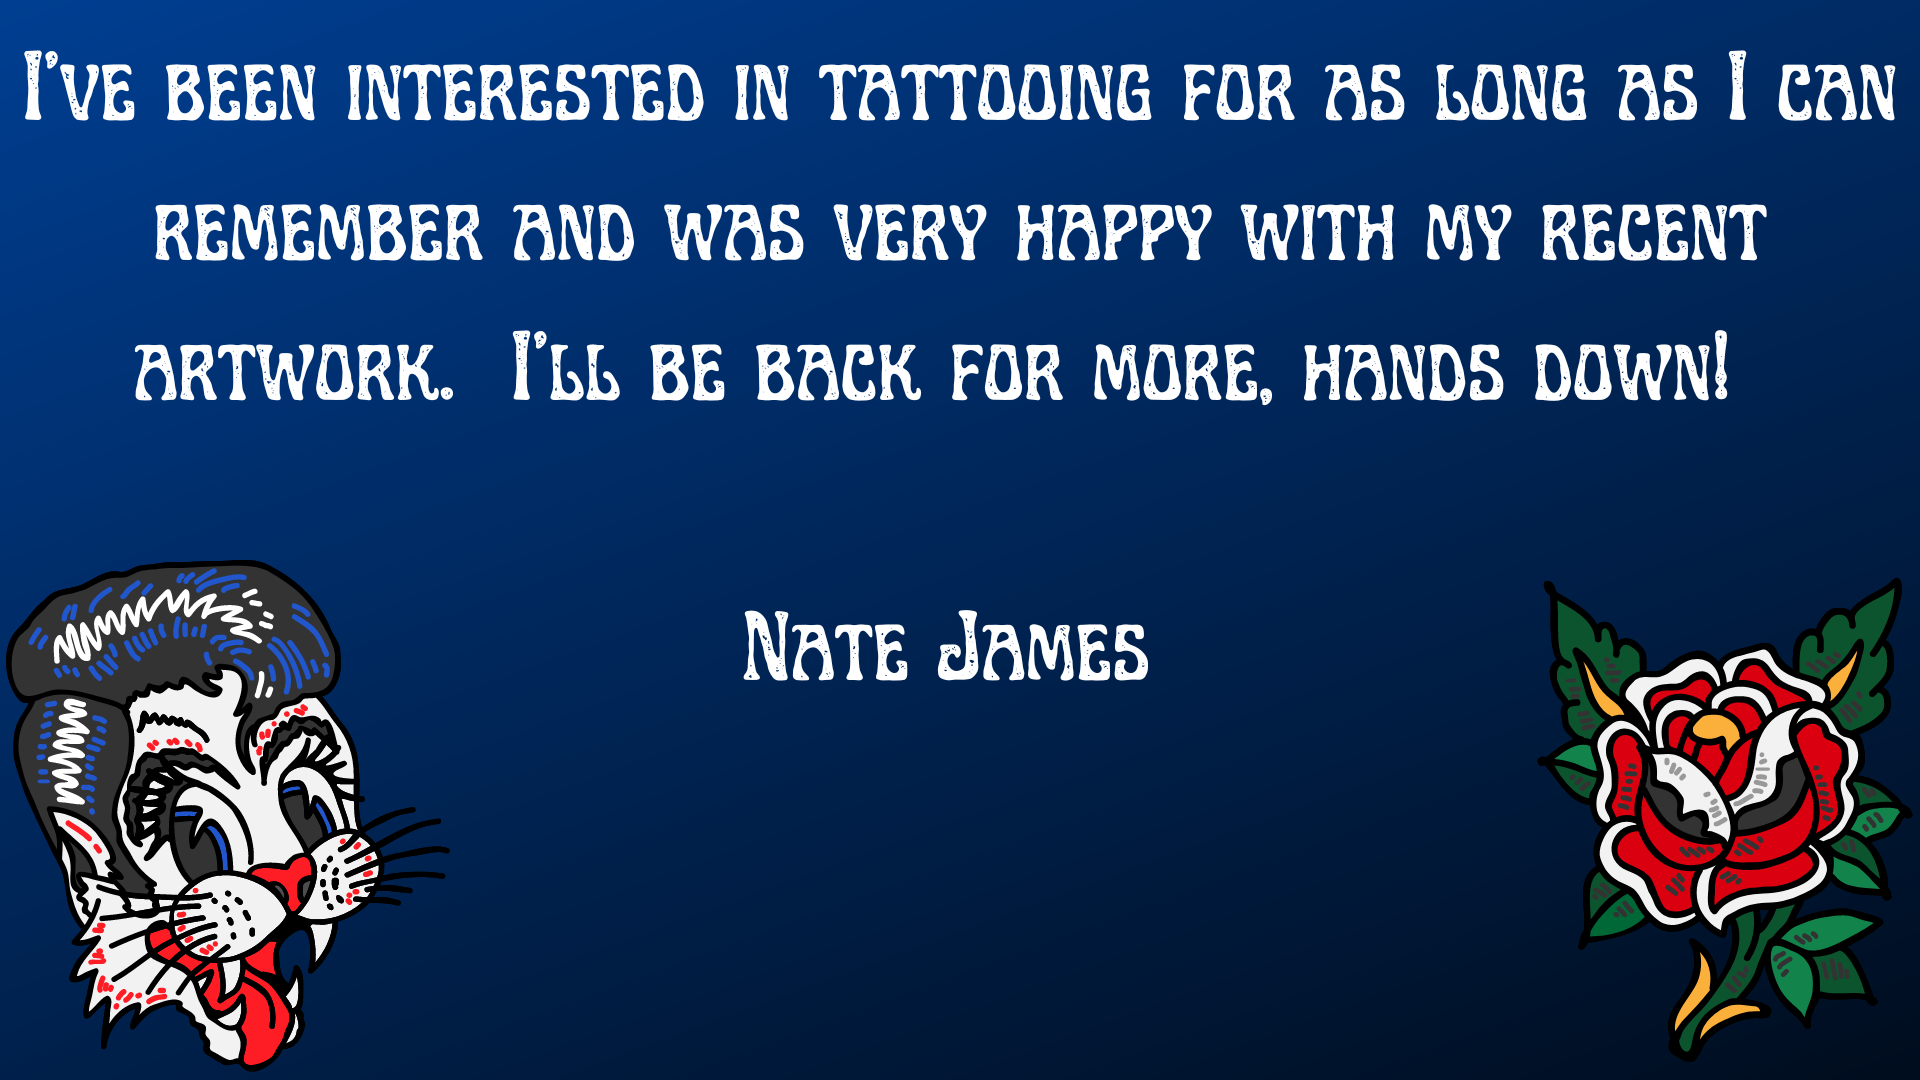 I've been interested in tattooing for as long as I can
remember and was very happy with my recent
artwork.  I'll be back for more, hands down!
Nate James